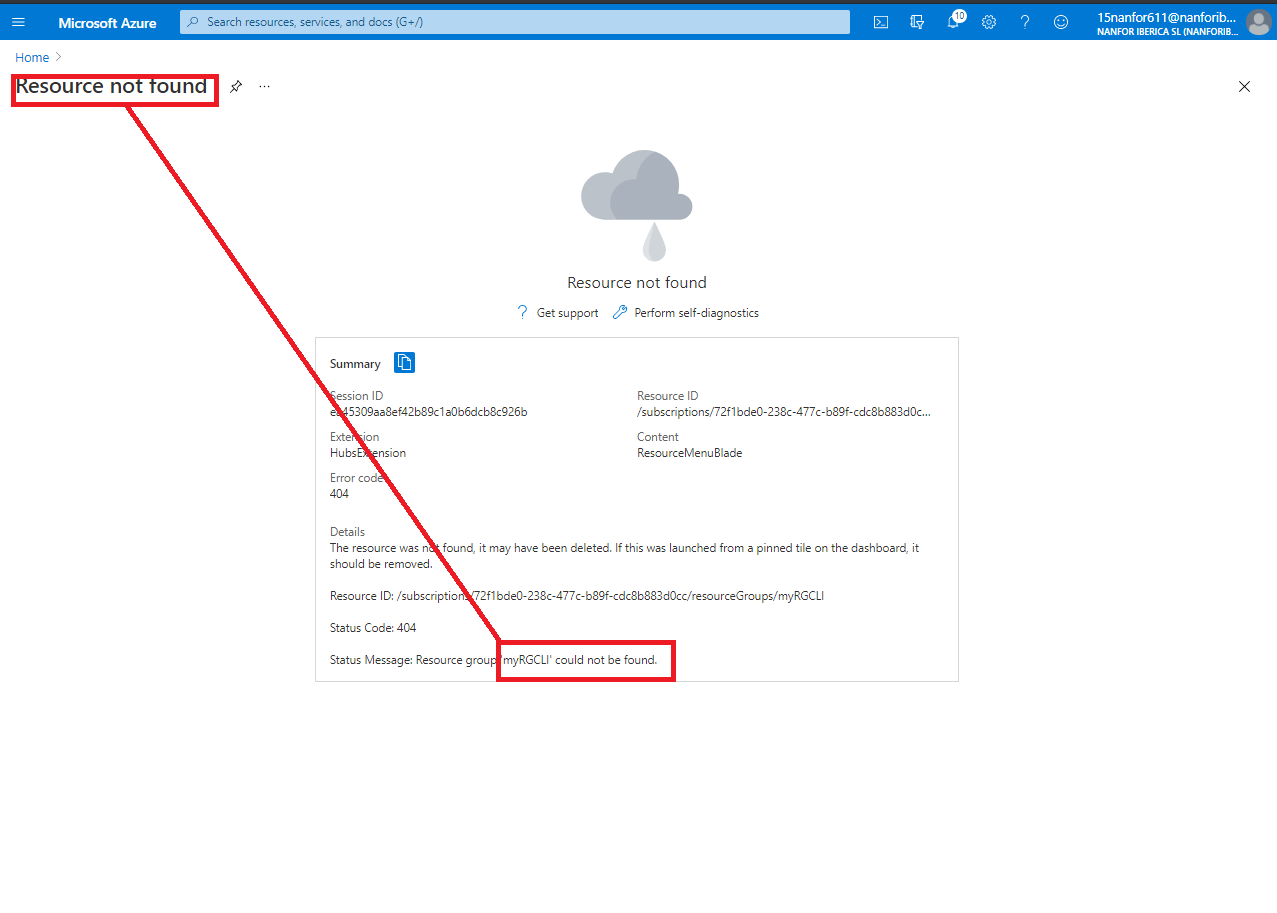 Microsoft Azure
Search resources, services, and docs (G+/)
10
15nanfor611@nanforib...
NANFOR IBERICA SL (NANFORIB...
Home
Resource not found
Resource not found
Get support
Perform self-diagnostics
Summary
Session ID
Resource ID
/subscriptions/72f1bde0-238c-477c-b89f-cdc8b883d0c...
Extension
Content
HubsExtension
ResourceMenuBlade
Error code
404
Details
The resource was not found, it may have been deleted. If this was launched from a pinned tile on the dashboard, it
should be removed.
Resource ID: /subscriptions/72f1bde0-238c-477c-b89f-cdc8b883d0cc/resourceGroups/myRGCLI
Status Code: 404
Status Message: Resource group 'myRGCLI' could not be found.